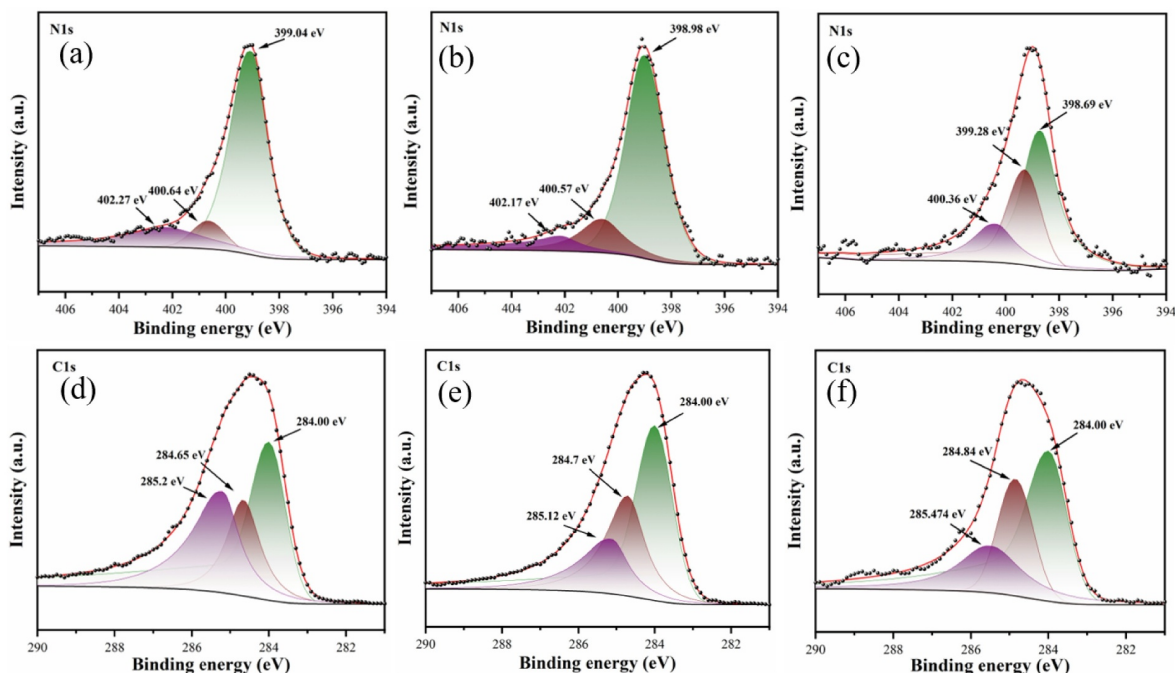 N1s
(a)
399.04 eV
400.64 eV
402.27 eV
Intensity (a.u.)
406 404 402 400 398 396 394
Binding energy (eV)
N1s
(b)
398.98 eV
400.57 eV
402.17 eV
Intensity (a.u.)
406 404 402 400 398 396 394
Binding energy (eV)
N1s
(c)
398.69 eV
399.28 eV
400.36 eV
Intensity (a.u.)
406 404 402 400 398 396 394
Binding energy (eV)
C1s
(d)
284.00 eV
284.65 eV
285.2 eV
Intensity (a.u.)
290 288 286 284 282
Binding energy (eV)
C1s
(e)
284.00 eV
284.7 eV
285.12 eV
Intensity (a.u.)
290 288 286 284 282
Binding energy (eV)
C1s
(f)
284.00 eV
284.84 eV
285.474 eV
Intensity (a.u.)
290 288 286 284 282
Binding energy (eV)